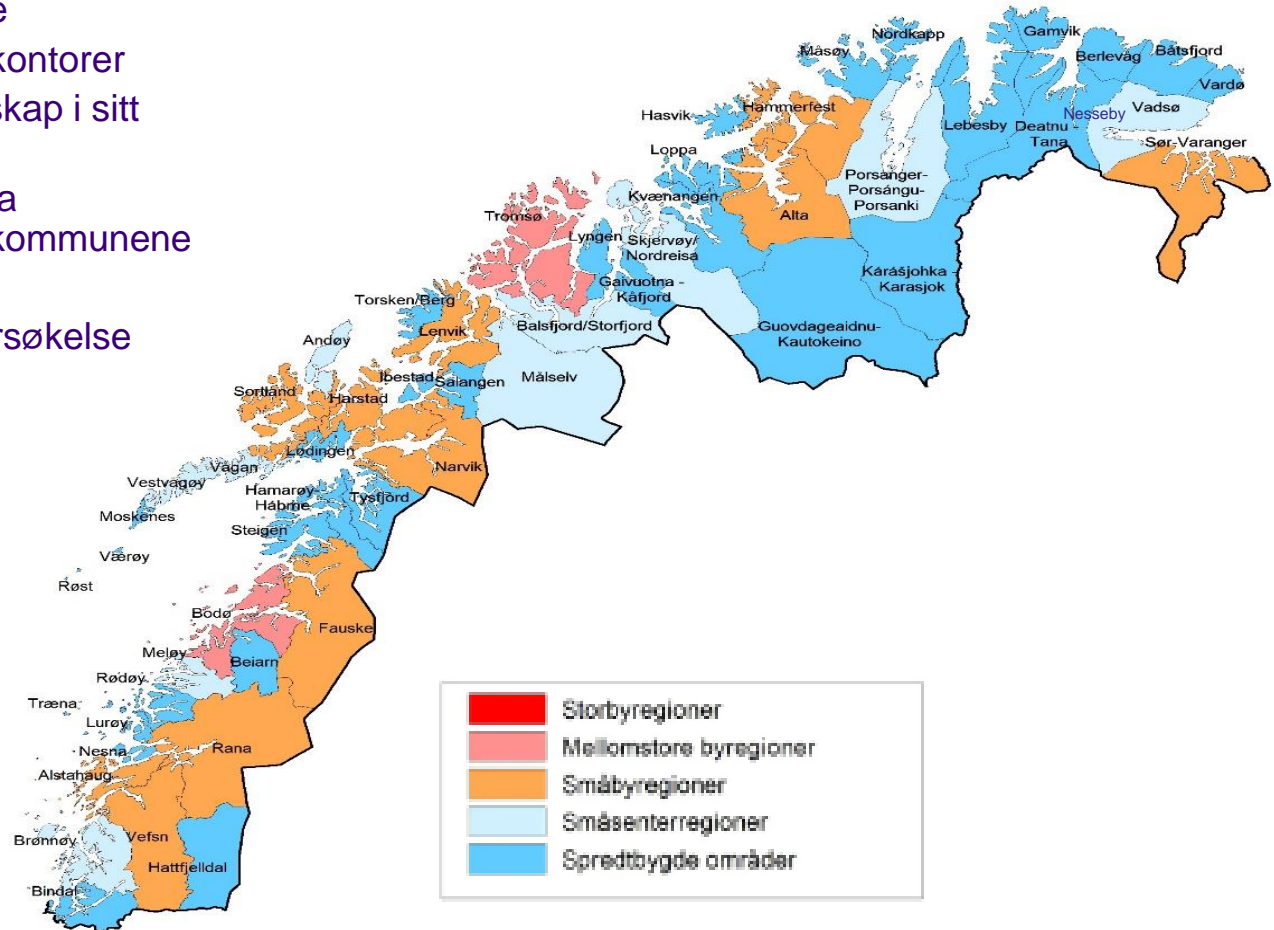 e
kontorer
skap i sitt
a
kommunene
rsøkelse
Nordkapp
Gamvik
Måsøy
Berlevåg
Båtsfjord
Vardø
Hasvik
Hammerfest
Lebesby
Deatnu -
Tana
Nesseby
Vadsø
Loppa
Sør-Varanger
Kvænangen
Alta
Porsanger-
Porsángu-
Porsanki
Tromsø
Lyngen
Skjervøy/
Nordreisa
Kárášjohka -
Karasjok
Gaivuotna -
Kåfjord
Torsken/Berg
Lenvik
Balsfjord/Storfjord
Guovdageaidnu-
Kautokeino
Andøy
Ibestad
Salangen
Målselv
Sortland
Harstad
Lødingen
Vågan
Narvik
Vestvågøy
Hamarøy-
Hábme
Tysfjord
Moskenes
Steigen
Værøy
Røst
Bodø
Fauske
Meløy
Beiarn
Rødøy
Træna
Lurøy
Nesna
Rana
Alstahaug
Brønnøy
Vefsn
Hattfjelldal
Bindal
Storbyregioner
Mellomstore byregioner
Småbyregioner
Småsenterregioner
Spredtbygde områder